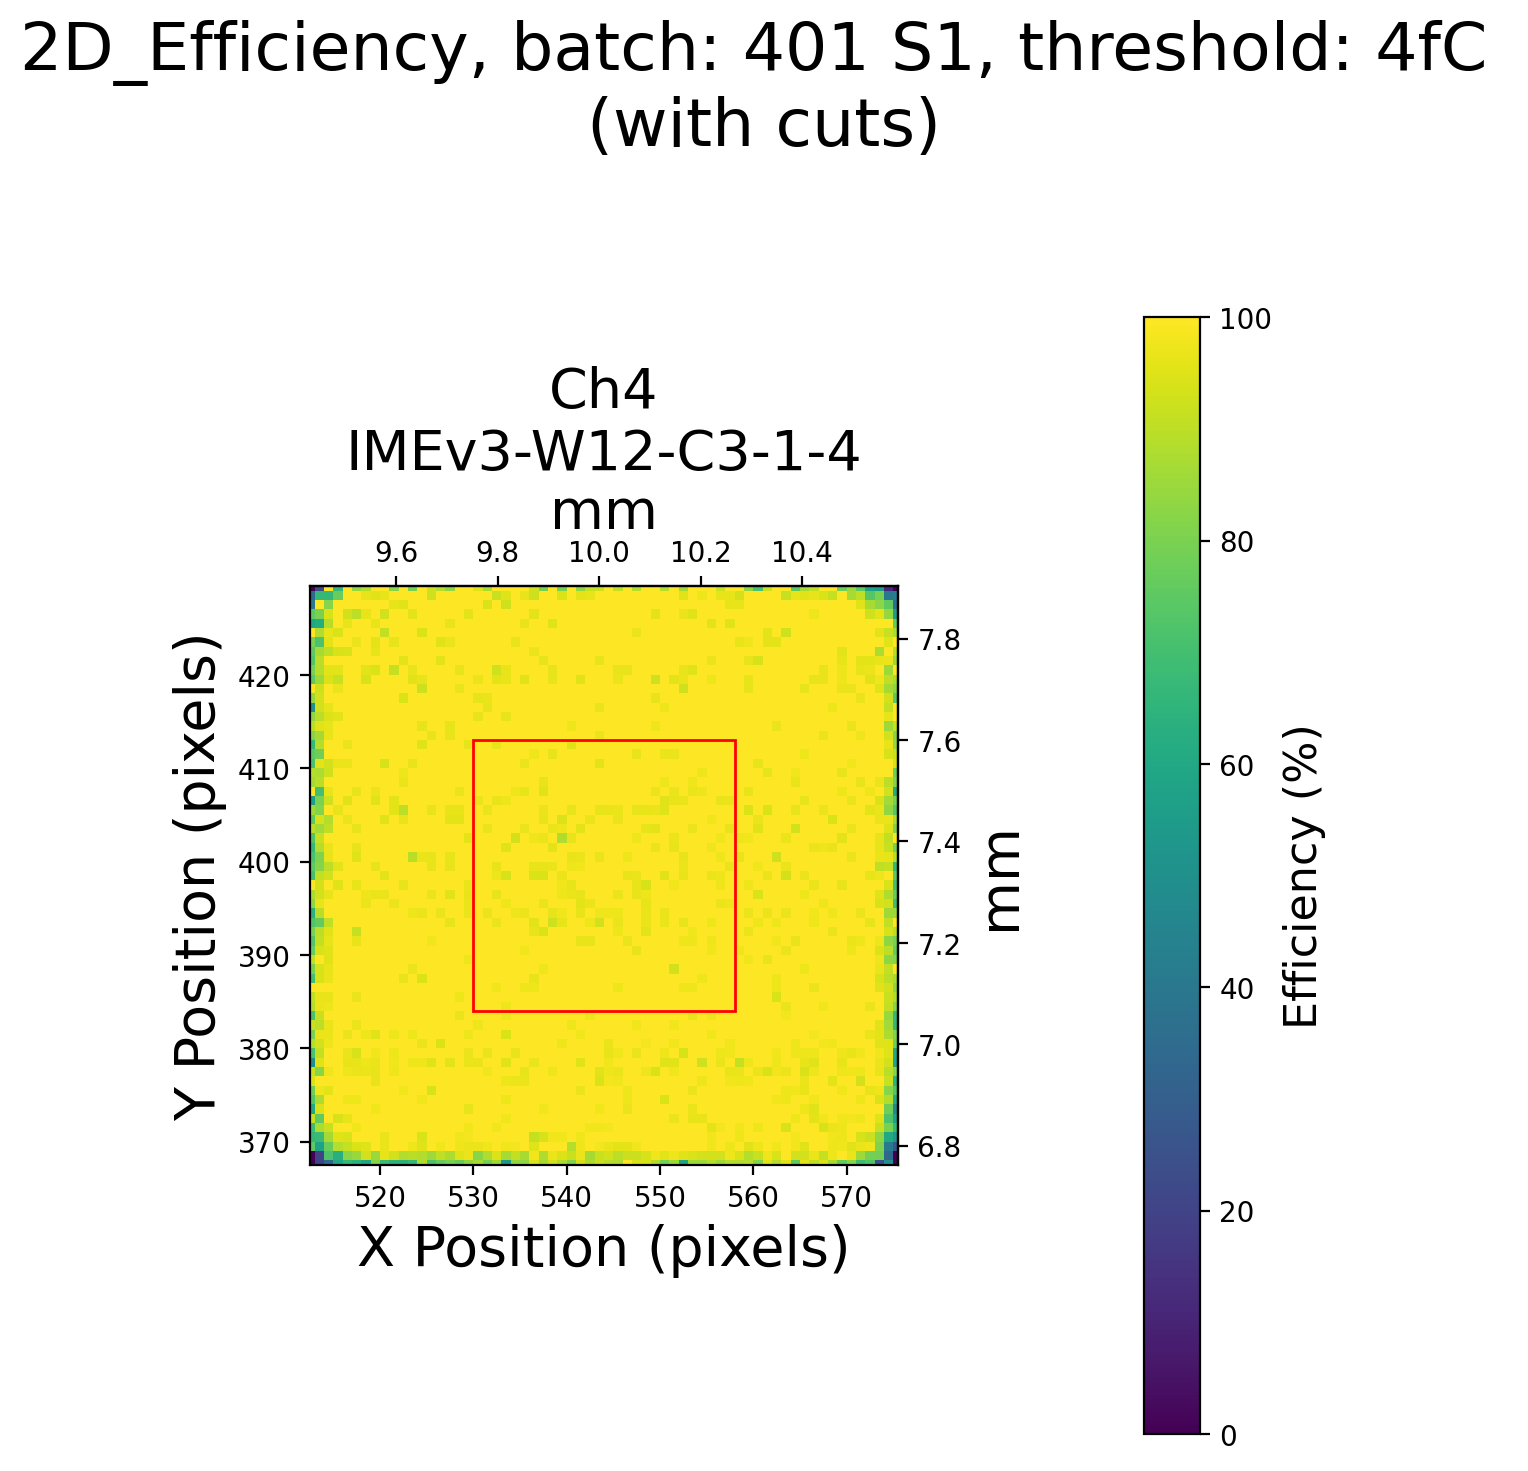 2D_Efficiency, batch: 401 S1, threshold: 4fC
(with cuts)
Ch4
IMEv3-W12-C3-1-4
mm
9.6 9.8 10.0 10.2 10.4
Y Position (pixels)
420
410
400
390
380
370
7.8
7.6
7.4
7.2
7.0
6.8
mm
520 530 540 550 560 570
X Position (pixels)
100
80
60
40
20
0
Efficiency (%)